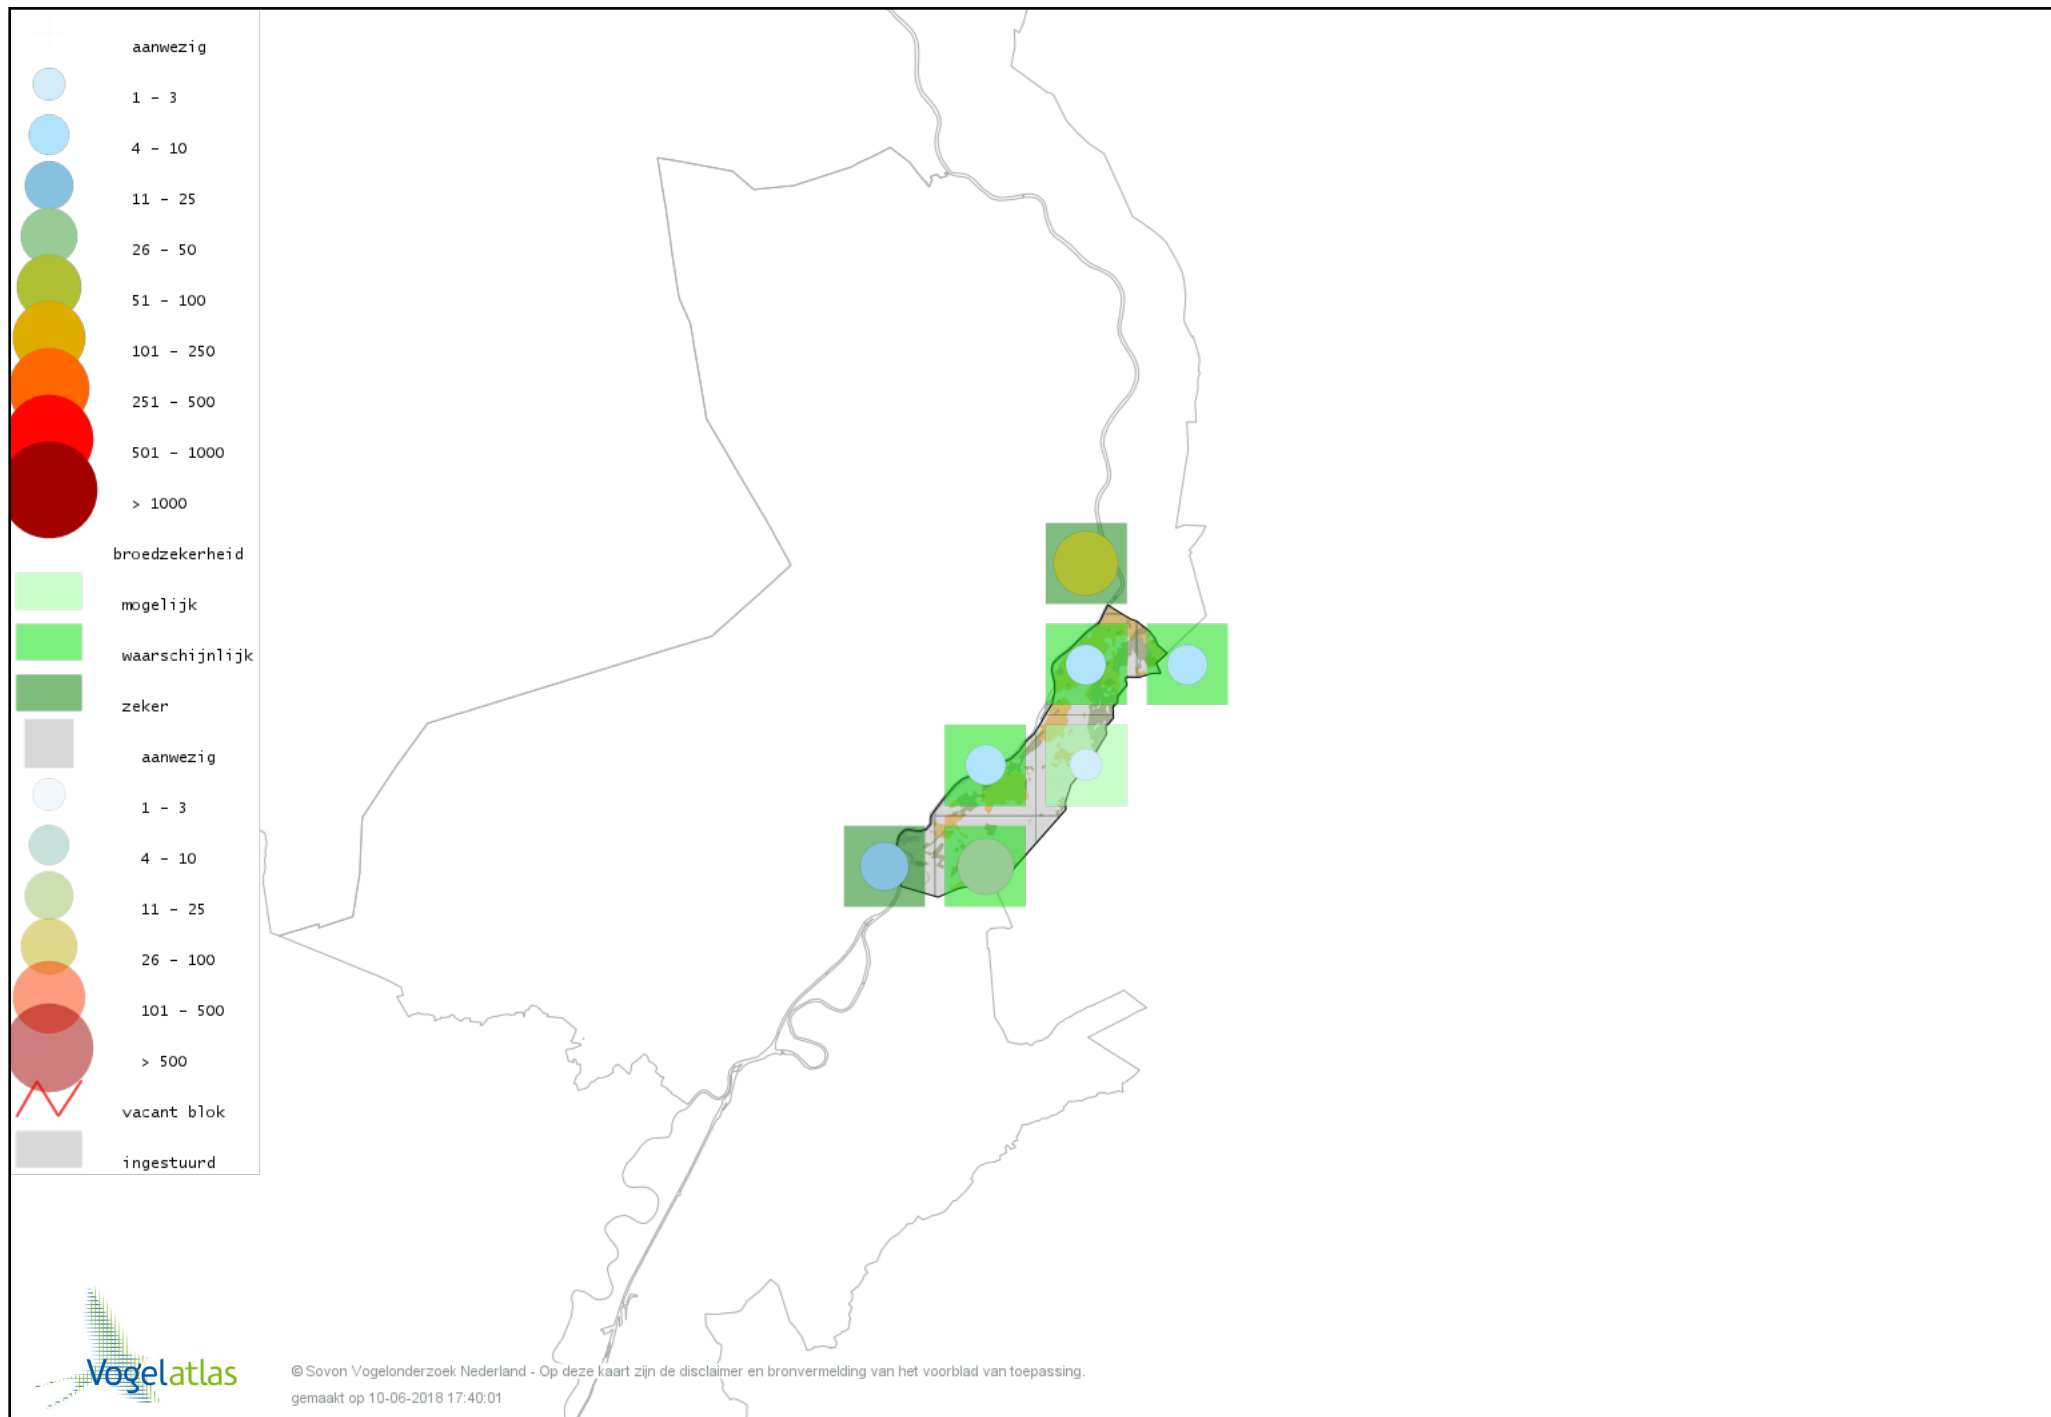 aanwezig
1 - 3
4 - 10
11 - 25
26 - 50
51 - 100
101 - 250
251 - 500
501 - 1000
> 1000
broedzekerheid
mogelijk
waarschijnlijk
zeker
aanwezig
1 - 3
4 - 10
11 - 25
26 - 100
101 - 500
> 500
vacant blok
ingestuurd
Vogelatlas
© Sovon Vogelonderzoek Nederland - Op deze kaart zijn de disclaimer en bronvermelding van het voorblad van toepassing.
gemaakt op 10-06-2018 17:40:01